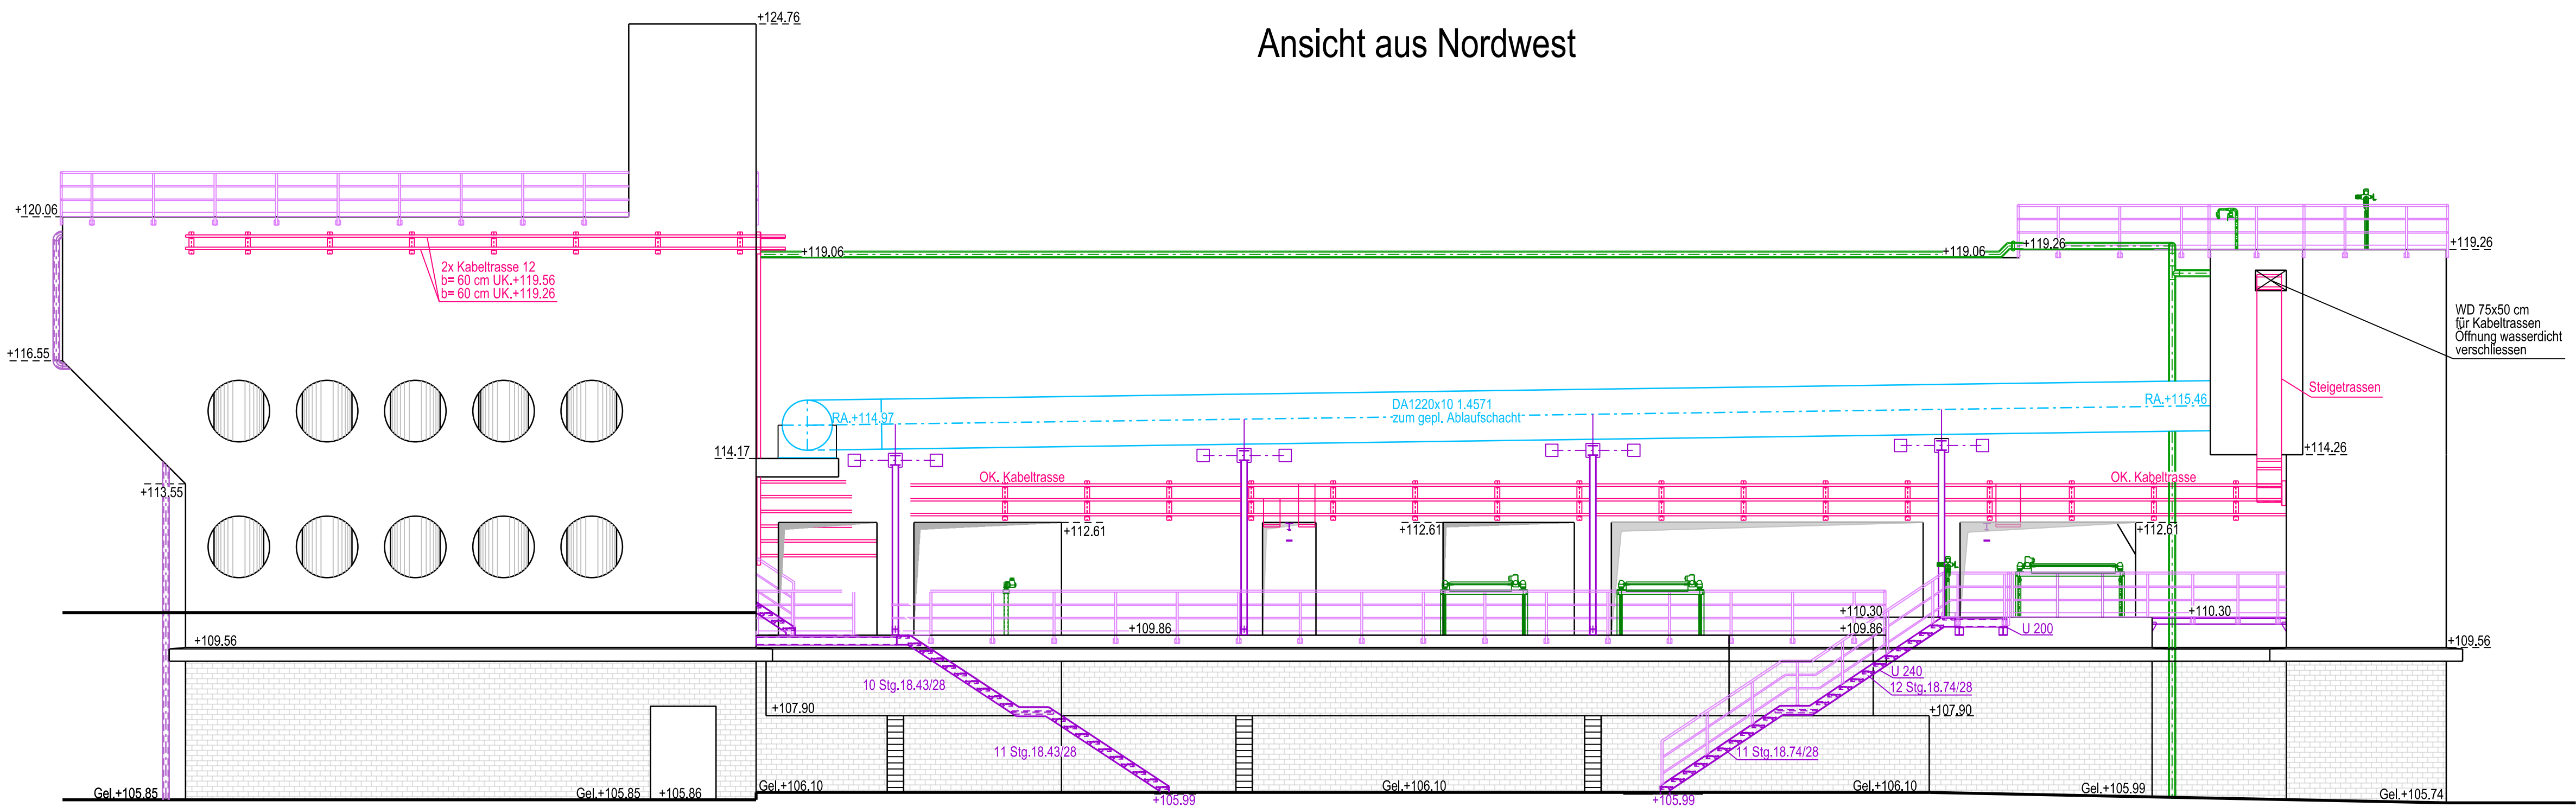 Ansicht aus Nordwest
+124.76
+120.06
2x Kabeltrasse 12
b= 60 cm UK.+119.56
b= 60 cm UK.+119.26
+119.06
+119.06
+119.26
+119.26
WD 75x50 cm
für Kabeltrassen
Öffnung wasserdicht
verschliessen
+116.55
Steigetrassen
RA.+114.97
DA1220x10 1.4571
zum gepl. Ablaufschacht
RA.+115.46
114.17
+114.26
+113.55
OK. Kabeltrasse
OK. Kabeltrasse
+112.61
+112.61
+112.61
+110.30
+110.30
+109.86
+109.86
U 200
+109.56
+109.56
U 240
10 Stg.18.43/28
12 Stg.18.74/28
+107.90
+107.90
11 Stg.18.43/28
11 Stg.18.74/28
Gel.+105.85
Gel.+105.85
+105.86
Gel.+106.10
Gel.+106.10
Gel.+106.10
Gel.+105.99
Gel.+105.74
+105.99
+105.99